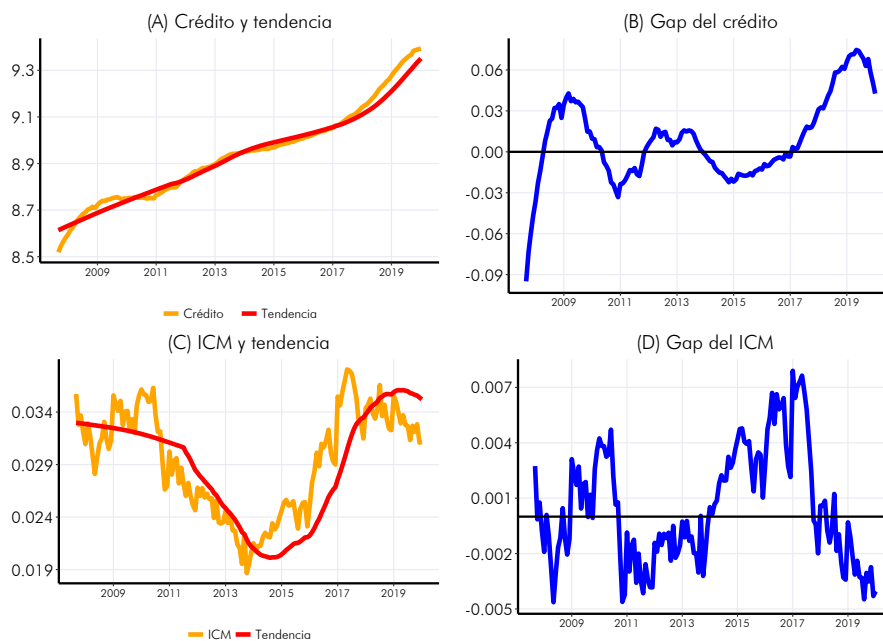 (A) Crédito y tendencia
9.3
9.1
8.9
8.7
8.5
2009 2011 2013 2015 2017 2019
Crédito Tendencia
(B) Gap del crédito
0.06
0.03
0.00
-0.03
-0.06
-0.09
2009 2011 2013 2015 2017 2019
(C) ICM y tendencia
0.034
0.029
0.024
0.019
2009 2011 2013 2015 2017 2019
ICM Tendencia
(D) Gap del ICM
0.007
0.004
0.001
-0.002
-0.005
2009 2011 2013 2015 2017 2019